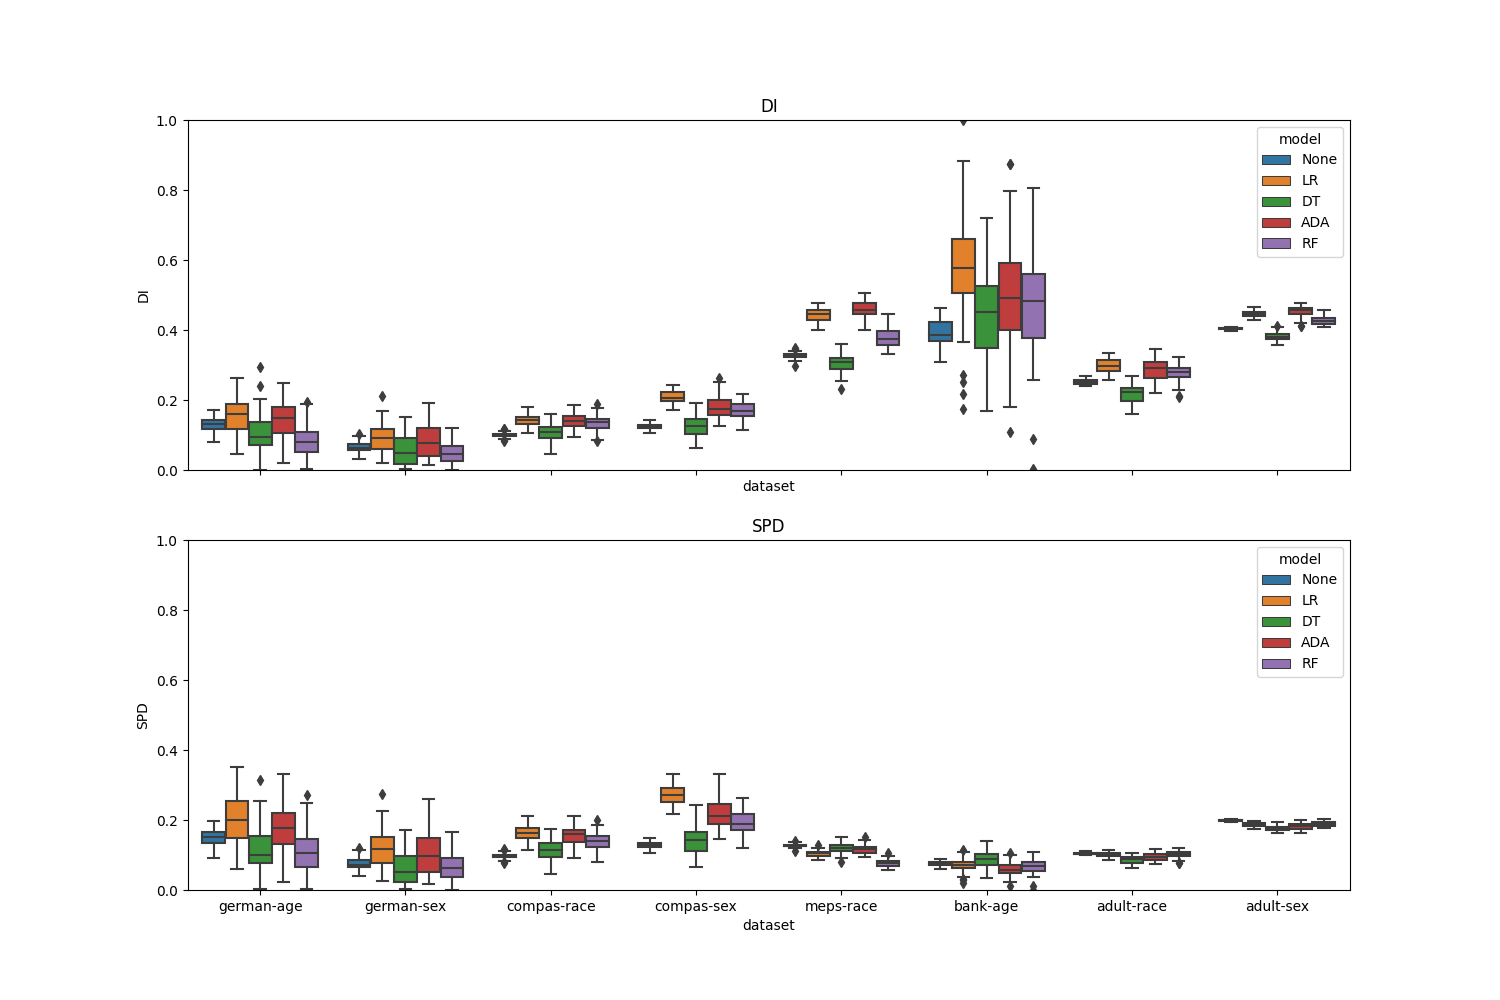 DI
1.0
0.8
0.6
0.4
0.2
0.0
DI
model
None
LR
DT
ADA
RF
dataset
SPD
1.0
0.8
0.6
0.4
0.2
0.0
SPD
model
None
LR
DT
ADA
RF
german-age german-sex compas-race compas-sex meps-race bank-age adult-race adult-sex
dataset